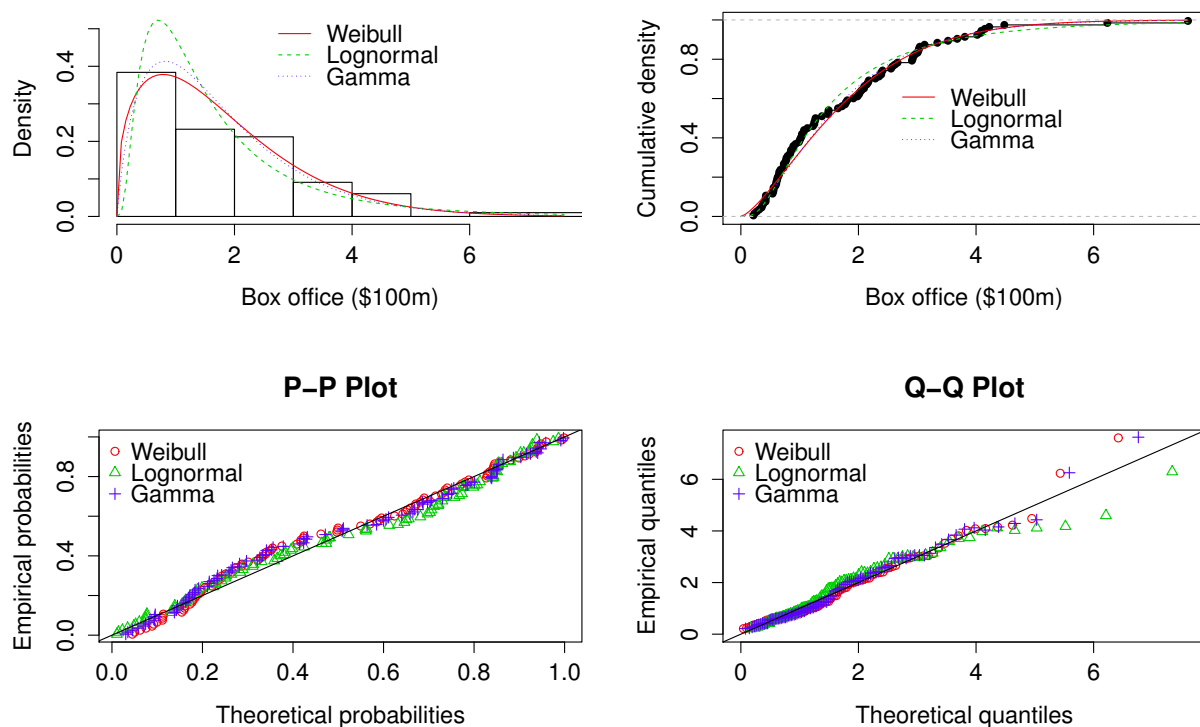 Density
0.0 0.2 0.4
Weibull
Lognormal
Gamma
0 2 4 6
Box office ($100m)
Cumulative density
0.0 0.4 0.8
Weibull
Lognormal
Gamma
0 2 4 6
Box office ($100m)
P–P Plot
Empirical probabilities
0.0 0.4 0.8
Weibull
Lognormal
Gamma
0.0 0.2 0.4 0.6 0.8 1.0
Theoretical probabilities
Q–Q Plot
Empirical quantiles
0 2 4 6
Weibull
Lognormal
Gamma
0 2 4 6
Theoretical quantiles